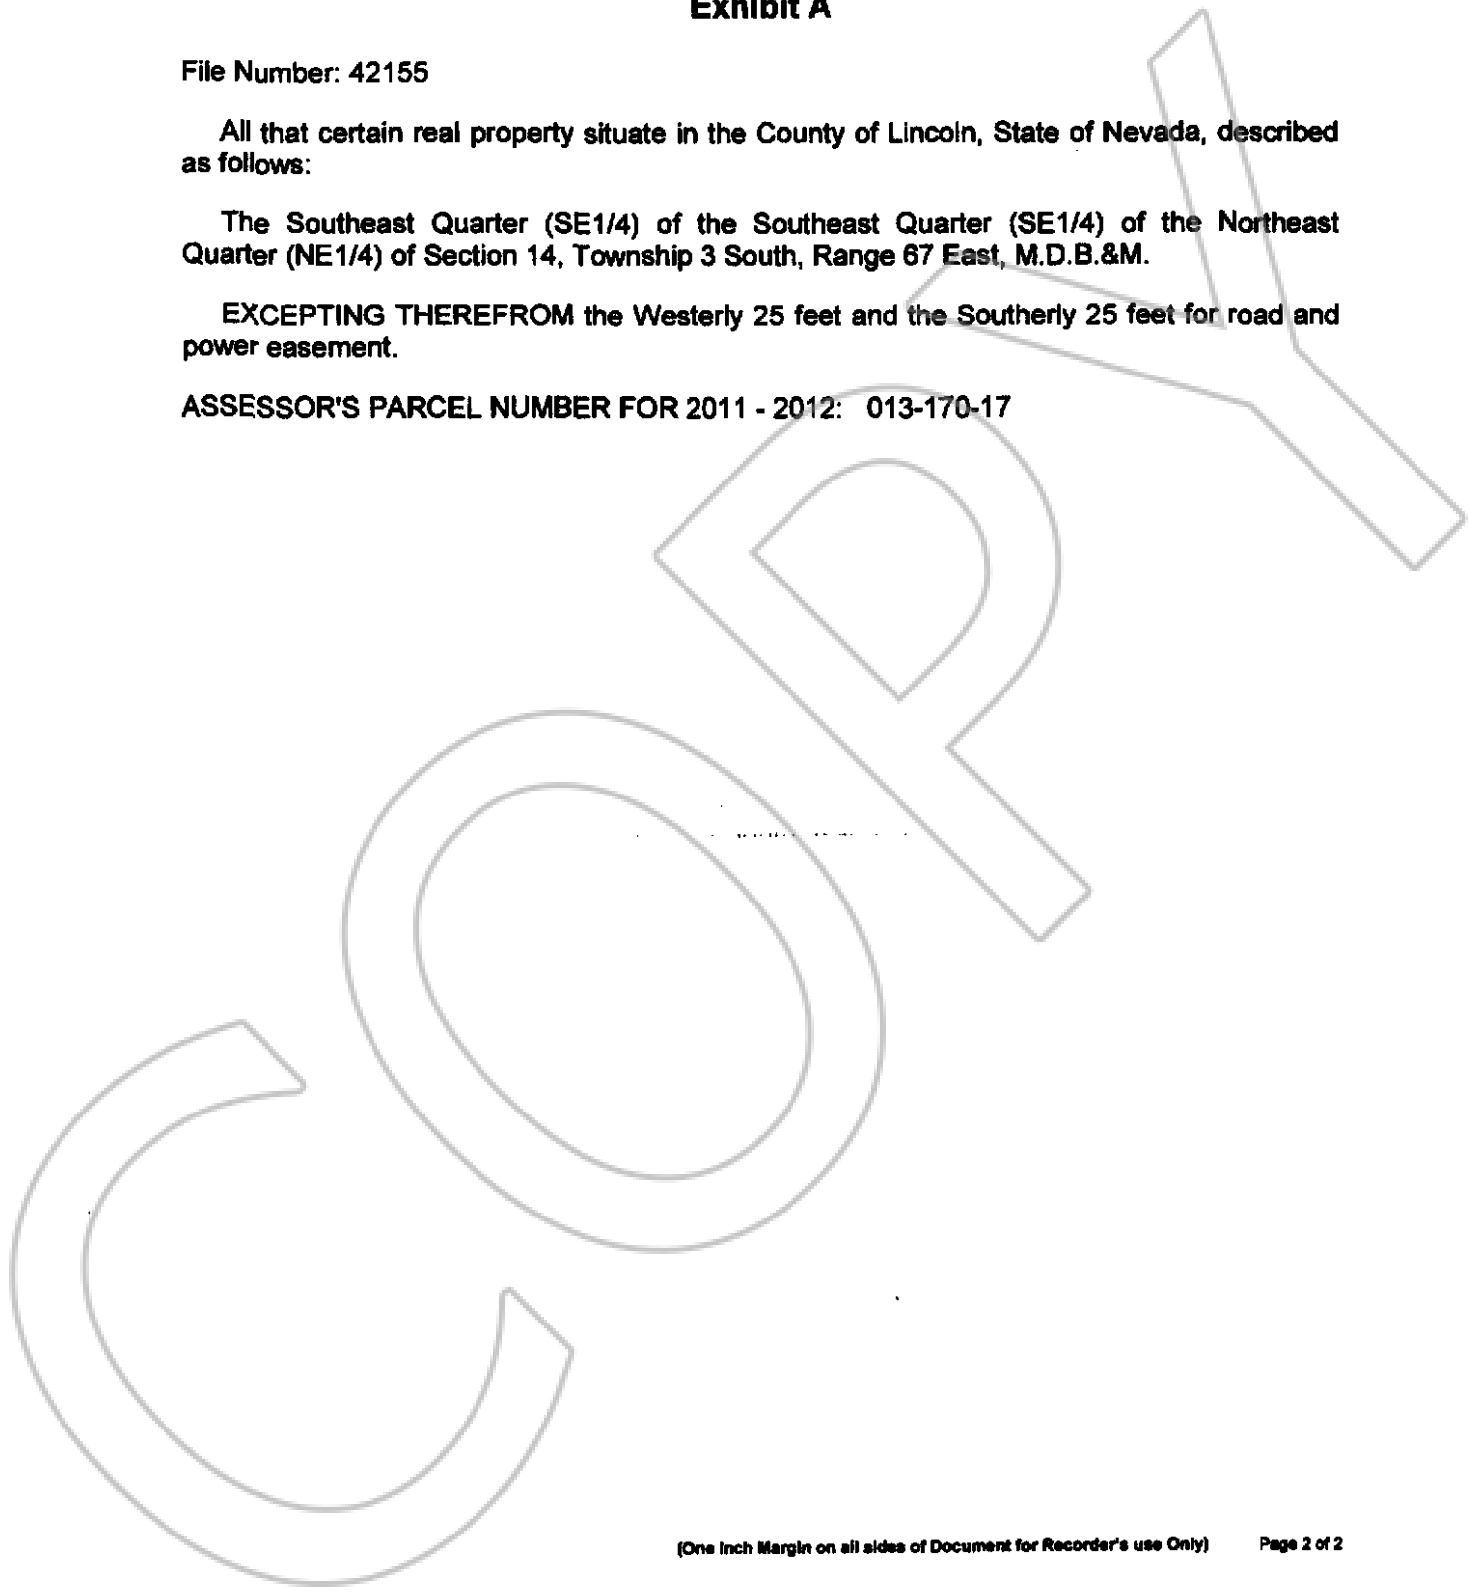 Exhibit A
File Number: 42155
All that certain real property situate in the County of Lincoln, State of Nevada, described
as follows:
The Southeast Quarter (SE1/4) of the Southeast Quarter (SE1/4) of the Northeast
Quarter (NE1/4) of Section 14, Township 3 South, Range 67 East, M.D.B.&M.
EXCEPTING THEREFROM the Westerly 25 feet and the Southerly 25 feet for road and
power easement.
ASSESSOR'S PARCEL NUMBER FOR 2011 - 2012: 013-170-17
COPY
(One Inch Margin on all sides of Document for Recorder's use Only) Page 2 of 2